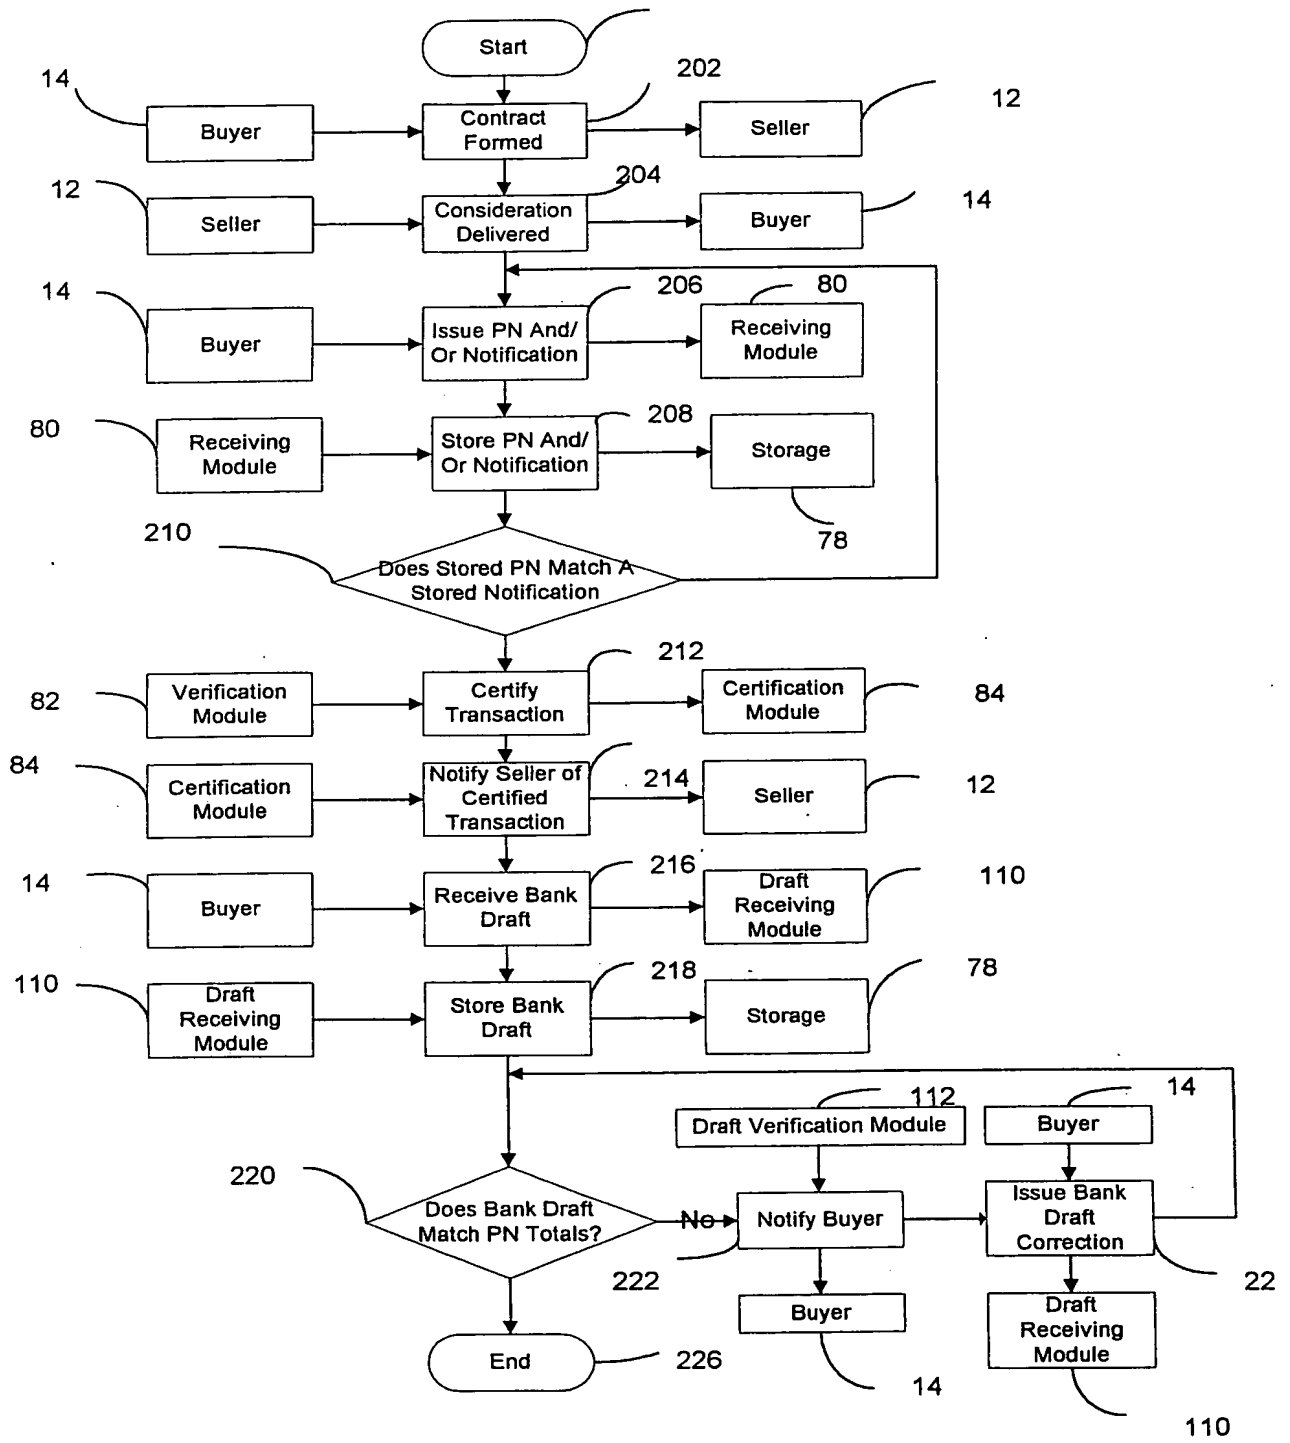 Start
202
14
Buyer
Contract
Formed
Seller
12
12
Seller
204
Consideration
Delivered
Buyer
14
14
Buyer
206
Issue PN And/
Or Notification
80
Receiving
Module
80
Receiving
Module
208
Store PN And/
Or Notification
Storage
78
210
Does Stored PN Match A
Stored Notification
82
Verification
Module
212
Certify
Transaction
Certification
Module
84
84
Certification
Module
Notify Seller of
Certified
Transaction
214
Seller
12
14
Buyer
216
Receive Bank
Draft
Draft
Receiving
Module
110
110
Draft
Receiving
Module
218
Store Bank
Draft
Storage
78
112
Draft Verification Module
14
Buyer
220
Does Bank Draft
Match PN Totals?
No
Notify Buyer
222
Issue Bank
Draft
Correction
22
Buyer
14
Draft
Receiving
Module
110
End
226